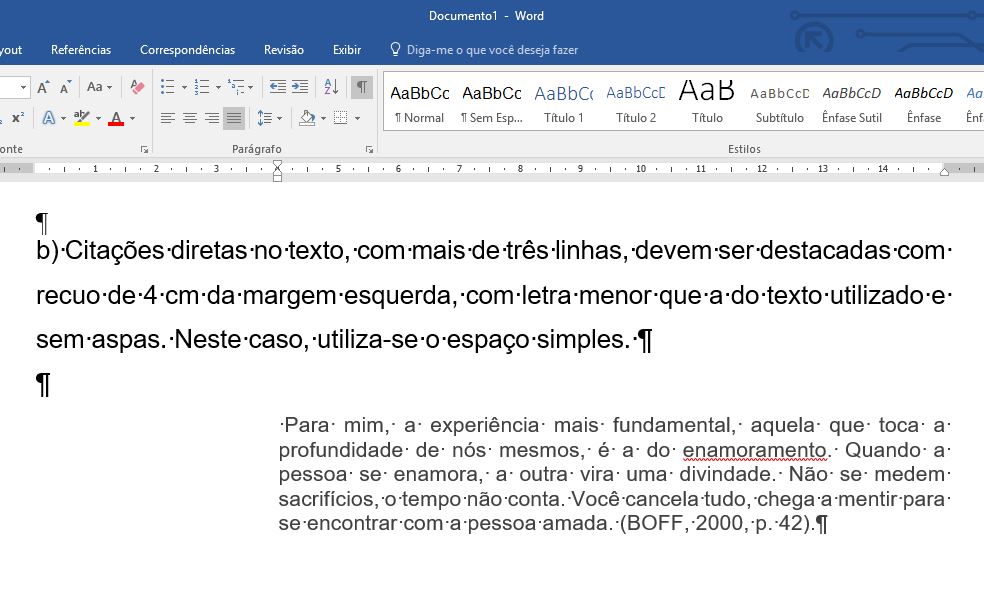 Documento1 - Word
yout Referências Correspondências Revisão Exibir Diga-me o que você deseja fazer
Aa
AaBbCc AaBbCc AaBbCc AaBbCcC AaB AaBbCcC AaBbCcD AaBbCcD Aa
¶ Normal ¶ Sem Esp... Título 1 Título 2 Título Subtítulo Ênfase Sutil Ênfase Ênf
onte Parágrafo Estilos
1 2 3 5 6 7 8 9 10 11 12 13 14
¶
b) Citações diretas no texto, com mais de três linhas, devem ser destacadas com
recuo de 4 cm da margem esquerda, com letra menor que a do texto utilizado e
sem aspas. Neste caso, utiliza-se o espaço simples. ¶
¶
Para mim, a experiência mais fundamental, aquela que toca a
profundidade de nós mesmos, é a do enamoramento. Quando a
pessoa se enamora, a outra vira uma divindade. Não se medem
sacrifícios, o tempo não conta. Você cancela tudo, chega a mentir para
se encontrar com a pessoa amada. (BOFF, 2000, p. 42).¶